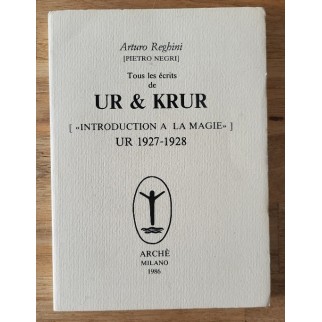 Arturo Reghini
[PIETRO NEGRI]
Tous les écrits
de
UR & KRUR
[ «INTRODUCTION A LA MAGIE» ]
UR 1927-1928
ARCHÈ
MILANO
1986